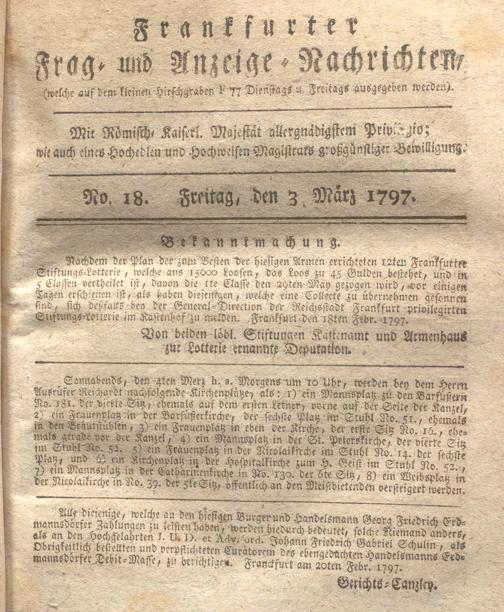 Frankfurter
Frag- und Anzeige-Nachrichten,
(welche auf dem kleinen Hirschgraben F 77 Dienstags u. Freitags ausgegeben werden).
Mit Römisch- Kaiserl. Majestät allergnädigstem Privilegio;
wie auch eines Hochedlen und Hochweisen Magistrats großgünstiger Bewilligung.
No. 18. Freitag, den 3 März 1797.
Bekanntmachung.
Nachdem der Plan der zum Besten der hiesigen Armen errichteten 12ten Frankfurter
Stiftungs-Lotterie, welche aus 15000 Loosen, das Loos zu 45 Gulden bestehet, und in
5 Classen vertheilet ist, davon die 1te Classe den 29ten May gezogen wird, vor einigen
Tagen erschienen ist, als haben diejenigen, welche eine Collecte zu übernehmen gesonnen
sind, sich deßfalls bey der General-Direction der Reichsstadt Frankfurt privilegirten
Stiftungs-Lotterie im Kastenhof zu melden. Frankfurt den 18ten Febr. 1797.
Von beiden löbl. Stiftungen Kastenamt und Armenhaus
zur Lotterie ernannte Deputation.
Sonnabends, den 4ten Merz h. a. Morgens um 10 Uhr, werden bey dem Herrn
Ausrüfer Reichardt nachfolgende Kirchenplätze, als: 1) ein Mannsplatz zu den Barfüssern
No. 181. der vierte Sitz, ehemals auf dem ersten Letner, vorne auf der Seite der Kanzel,
2) ein Frauenplatz in der Barfüsserkirche, der sechste Platz im Stuhl No. 51., ehemals
in den Brautstühlen, 3) ein Frauenplatz in eben der Kirche, der erste Sitz No. 16., ehe-
mals gerade vor der Kanzel, 4) ein Mannsplatz in der St. Peterskirche, der vierte Sitz
im Stuhl No. 52. 5) ein Frauenplatz in der Nicolaikirche im Stuhl No. 14. der sechste
Platz, und 6) ein Kirchenplatz in der Hospitalkirche zum H. Geist im Stuhl No. 52.,
7) ein Mannsplatz in der Catharinenkirche in No. 130. der 6te Sitz, 8) ein Weibsplatz in
der Nicolaikirche in No. 39. der 5te Sitz, öffentlich an den Meistbietenden versteigert werden.
Alle dieienige, welche an den hiesigen Burger und Handelsmann Georg Friedrich Erd-
mannsdörfer Zahlungen zu leisten haben, werden hiedurch bedeutet, solche Niemand anders,
als an den Hochgelahrten J. U. D. et Adv. ord. Johann Friedrich Gabriel Schulin, als
Obrigkeitlich bestellten und verpflichteten Curatorem des ebengedachten Handelsmanns Erd-
mannsdörfer Debit-Masse, zu berichtigen. Franckfurt am 20ten Febr. 1797.
Gerichts-Canzley.